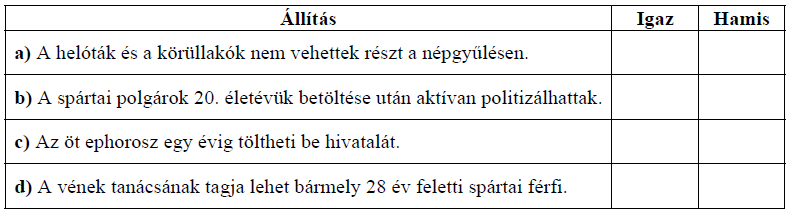 Állítás Igaz Hamis
a) A helóták és a körüllakók nem vehettek részt a népgyűlésen.
b) A spártai polgárok 20. életévük betöltése után aktívan politizálhattak.
c) Az öt ephorosz egy évig töltheti be hivatalát.
d) A vének tanácsának tagja lehet bármely 28 év feletti spártai férfi.